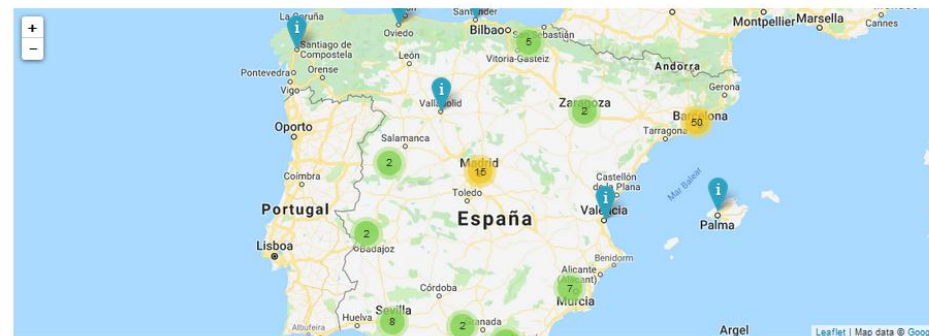 +
−
La Coruña
Oviedo
Santander
Bilbao
San Sebastián
Montpellier
Marsella
Cannes
Santiago de
Compostela
León
5
Vitoria-Gasteiz
Andorra
Pontevedra
Orense
Vigo
Gerona
Valladolid
Zaragoza
2
Barcelona
50
Oporto
Tarragona
Salamanca
2
Madrid
15
Coimbra
Castellón
de la Plana
Mar Balear
Toledo
Portugal
España
Valencia
Palma
2
Lisboa
Badajoz
Benidorm
Alicante
(Alacant)
Córdoba
7
Murcia
Albufeira
Huelva
Sevilla
8
2
Granada
Argel
Leaflet | Map data © Goog